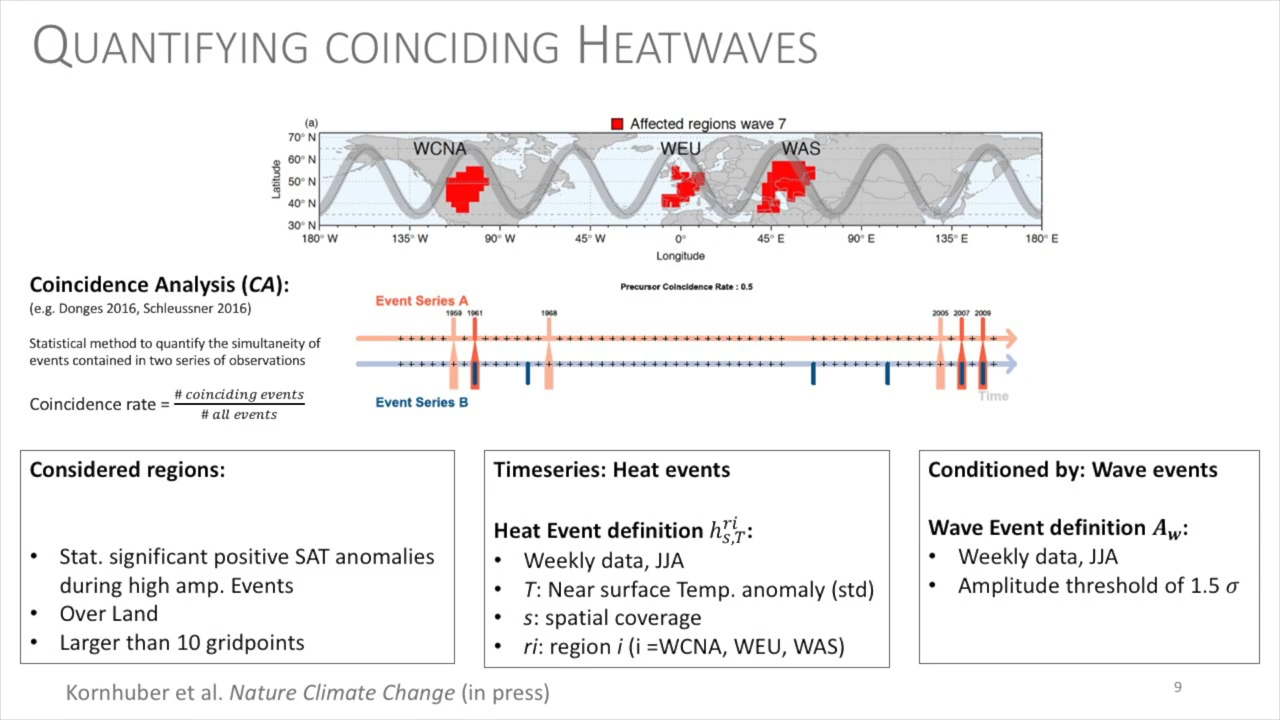 QUANTIFYING COINCIDING HEATWAVES
(a)
Affected regions wave 7
WCNA WEU WAS
70° N
60° N
50° N
40° N
30° N
Latitude
180° W 135° W 90° W 45° W 0° 45° E 90° E 135° E 180° E
Longitude
Coincidence Analysis (CA):
(e.g. Donges 2016, Schleussner 2016)
Statistical method to quantify the simultaneity of
events contained in two series of observations
Coincidence rate = # coinciding events / # all events
Precursor Coincidence Rate : 0.5
Event Series A
1959 1961 1968 2005 2007 2009
Event Series B
Time
Considered regions:
• Stat. significant positive SAT anomalies
during high amp. Events
• Over Land
• Larger than 10 gridpoints
Timeseries: Heat events
Heat Event definition h^{ri}_{s,T}:
• Weekly data, JJA
• T: Near surface Temp. anomaly (std)
• s: spatial coverage
• ri: region i (i =WCNA, WEU, WAS)
Conditioned by: Wave events
Wave Event definition A_w:
• Weekly data, JJA
• Amplitude threshold of 1.5 σ
Kornhuber et al. Nature Climate Change (in press)
9